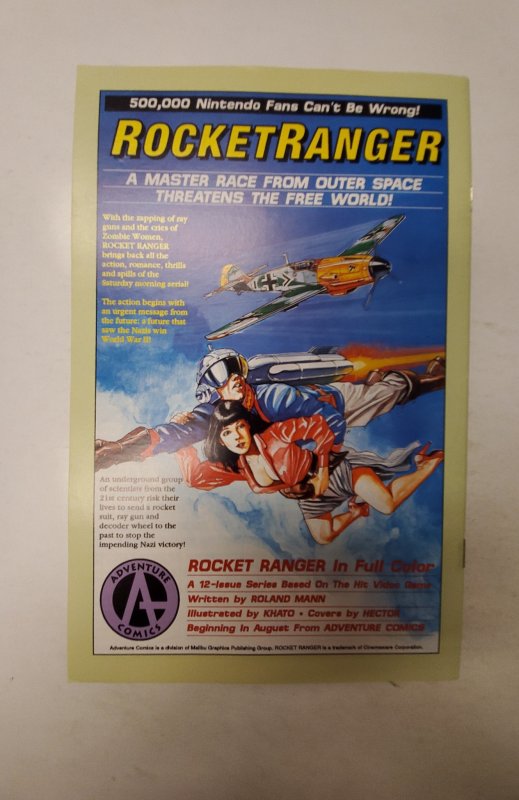 500,000 Nintendo Fans Can't Be Wrong!
ROCKETRANGER
A MASTER RACE FROM OUTER SPACE
THREATENS THE FREE WORLD!
With the zapping of ray
guns and the cries of
Zombie Women,
ROCKET RANGER
brings back all the
action, romance, thrills
and spills of the
Saturday morning serial!
The action begins with
an urgent message from
the future: a future that
saw the Nazis win
World War II!
An underground group
of scientists from the
21st century risk their
lives to send a rocket
suit, ray gun and
decoder wheel to the
past to stop the
impending Nazi victory!
ADVENTURE
A
COMICS
ROCKET RANGER In Full Color
A 12-Issue Series Based On The Hit Video Game
Written by ROLAND MANN
Illustrated by KHATO • Covers by HECTOR
Beginning In August From ADVENTURE COMICS
Adventure Comics is a division of Malibu Graphics Publishing Group. ROCKET RANGER is a trademark of Cinemaware Corporation.